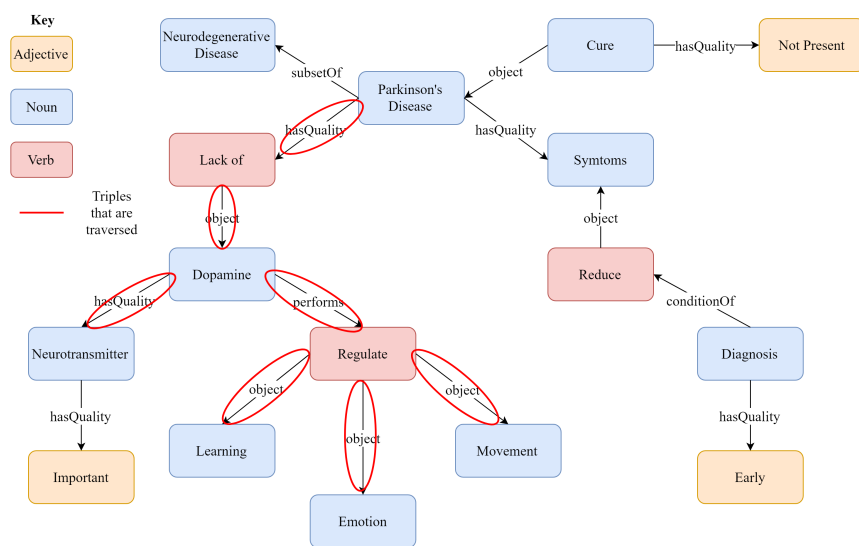 Key
Adjective
Noun
Verb
Triples
that are
traversed
Neurodegenerative
Disease
Cure
hasQuality
Not Present
subsetOf
object
Parkinson's
Disease
hasQuality
hasQuality
Lack of
Symtoms
object
object
Dopamine
Reduce
hasQuality
performs
conditionOf
Neurotransmitter
Regulate
Diagnosis
hasQuality
object
object
hasQuality
object
Learning
Movement
Important
Early
Emotion